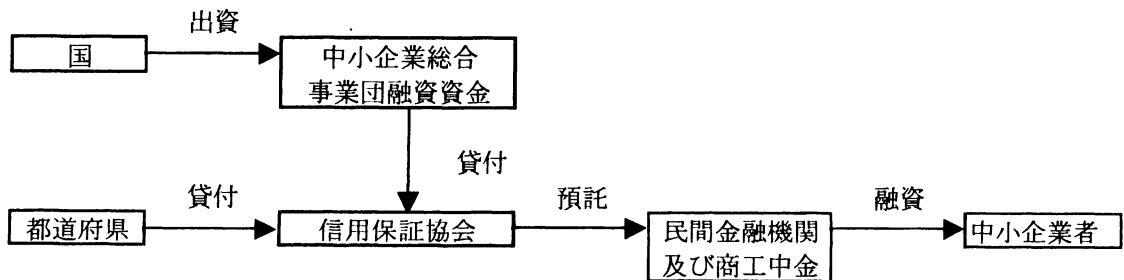 出資
国
中小企業総合
事業団融資資金
貸付
貸付
預託
融資
都道府県
信用保証協会
民間金融機関
及び商工中金
中小企業者